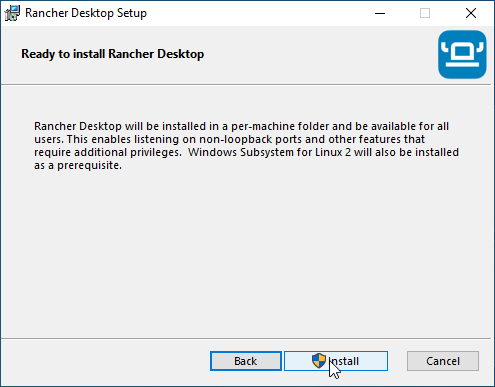 Rancher Desktop Setup
Ready to install Rancher Desktop
Rancher Desktop will be installed in a per-machine folder and be available for all
users. This enables listening on non-loopback ports and other features that
require additional privileges.  Windows Subsystem for Linux 2 will also be installed
as a prerequisite.
Back
Install
Cancel